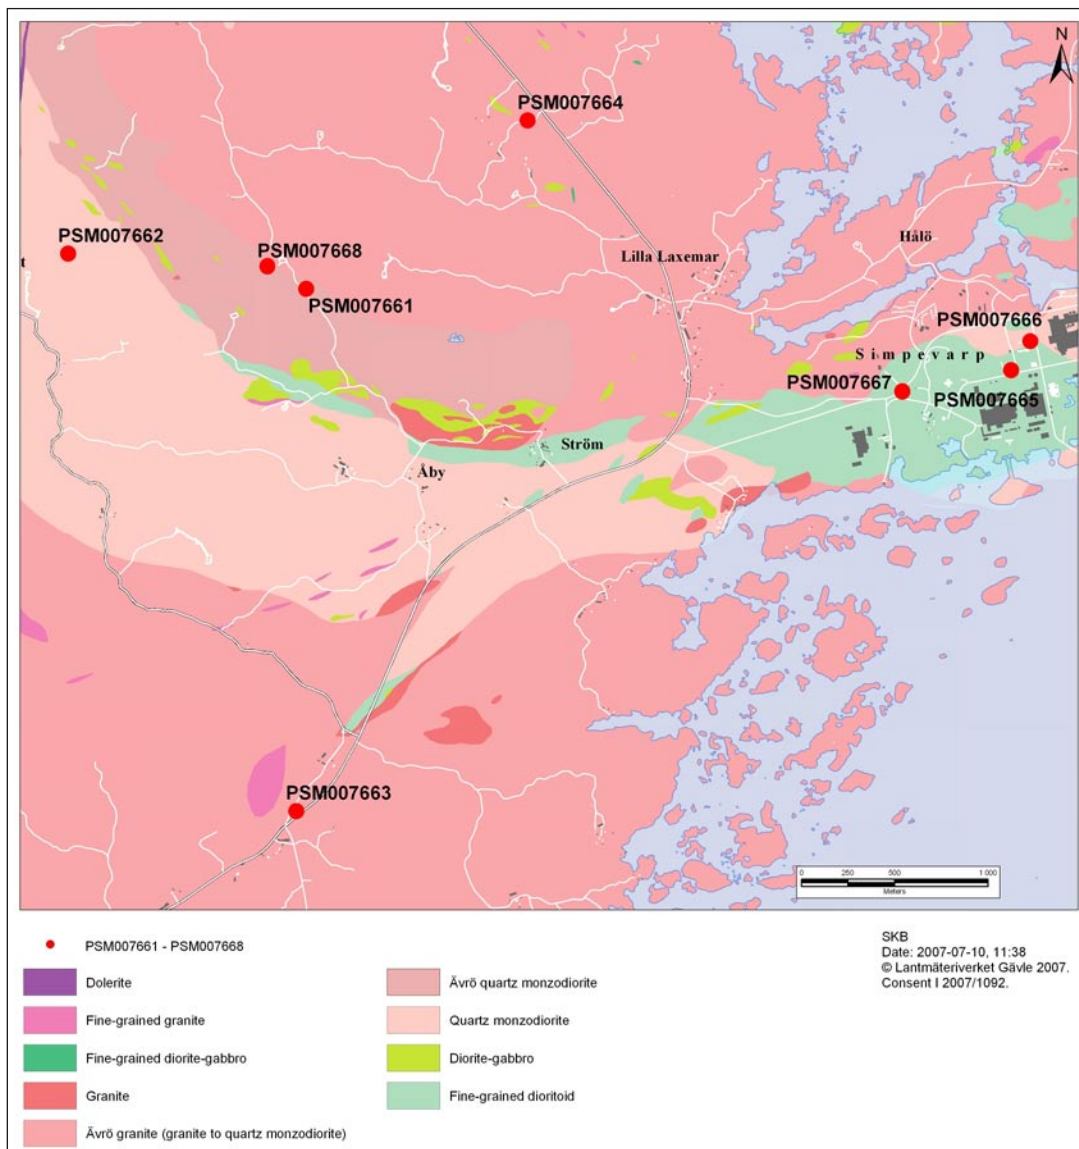 N
PSM007664
PSM007662
t
PSM007668
PSM007661
Lilla Laxemar
Hålö
PSM007666
Simpevarp
PSM007667
PSM007665
Ström
Åby
PSM007663
0 250 500 1 000
Meters
PSM007661 - PSM007668
SKB
Date: 2007-07-10, 11:38
© Lantmäteriverket Gävle 2007.
Consent I 2007/1092.
Dolerite
Ävrö quartz monzodiorite
Fine-grained granite
Quartz monzodiorite
Fine-grained diorite-gabbro
Diorite-gabbro
Granite
Fine-grained dioritoid
Ävrö granite (granite to quartz monzodiorite)